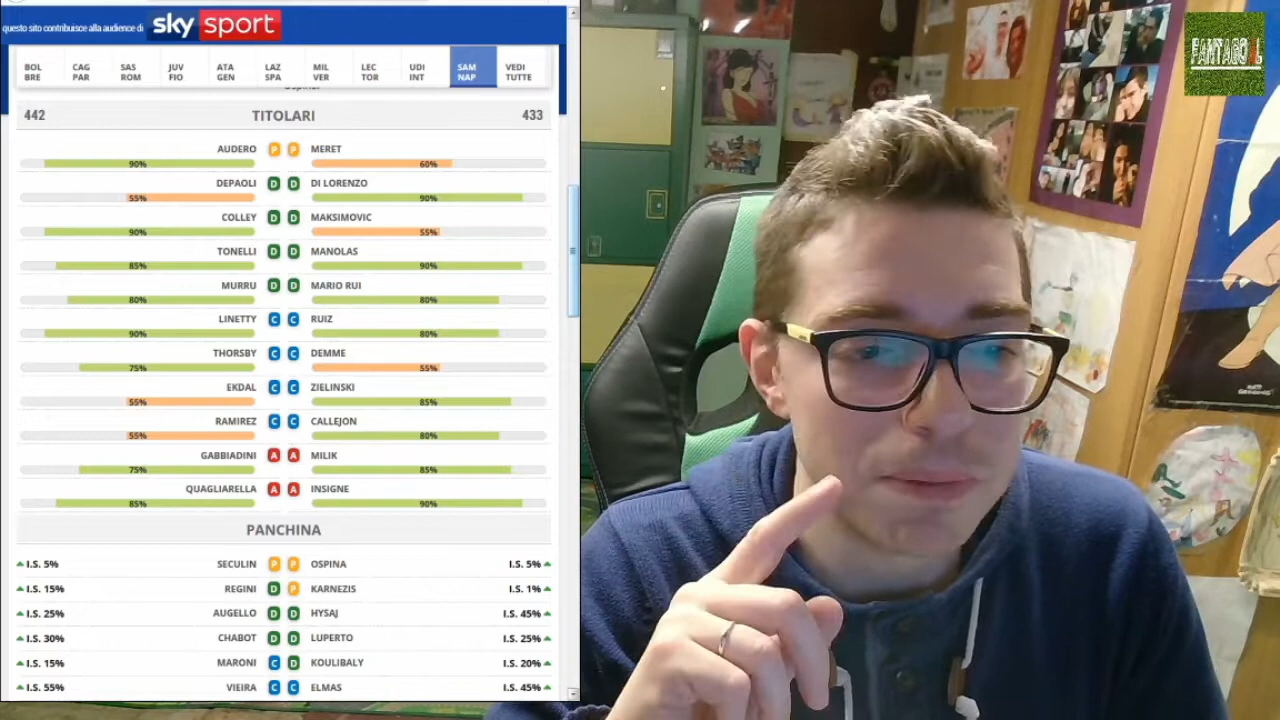 questo sito contribuisce alla audience di sky sport
BOL CAG SAS JUV ATA LAZ MIL LEC UDI SAM VEDI
BRE PAR ROM FIO GEN SPA VER TOR INT NAP TUTTE
442 TITOLARI 433
AUDERO P P MERET
90% 60%
DEPAOLI D D DI LORENZO
55% 90%
COLLEY D D MAKSIMOVIC
90% 55%
TONELLI D D MANOLAS
85% 90%
MURRU D D MARIO RUI
80% 80%
LINETTY C C RUIZ
90% 80%
THORSBY C C DEMME
75% 55%
EKDAL C C ZIELINSKI
55% 85%
RAMIREZ C C CALLEJON
55% 80%
GABBIADINI A A MILIK
75% 85%
QUAGLIARELLA A A INSIGNE
85% 90%
PANCHINA
I.S. 5% SECULIN P P OSPINA I.S. 5%
I.S. 15% REGINI D P KARNEZIS I.S. 1%
I.S. 25% AUGELLO D D HYSAJ I.S. 45%
I.S. 30% CHABOT D D LUPERTO I.S. 25%
I.S. 15% MARONI C D KOULIBALY I.S. 20%
I.S. 55% VIEIRA C C ELMAS I.S. 45%
FANTAGOAL